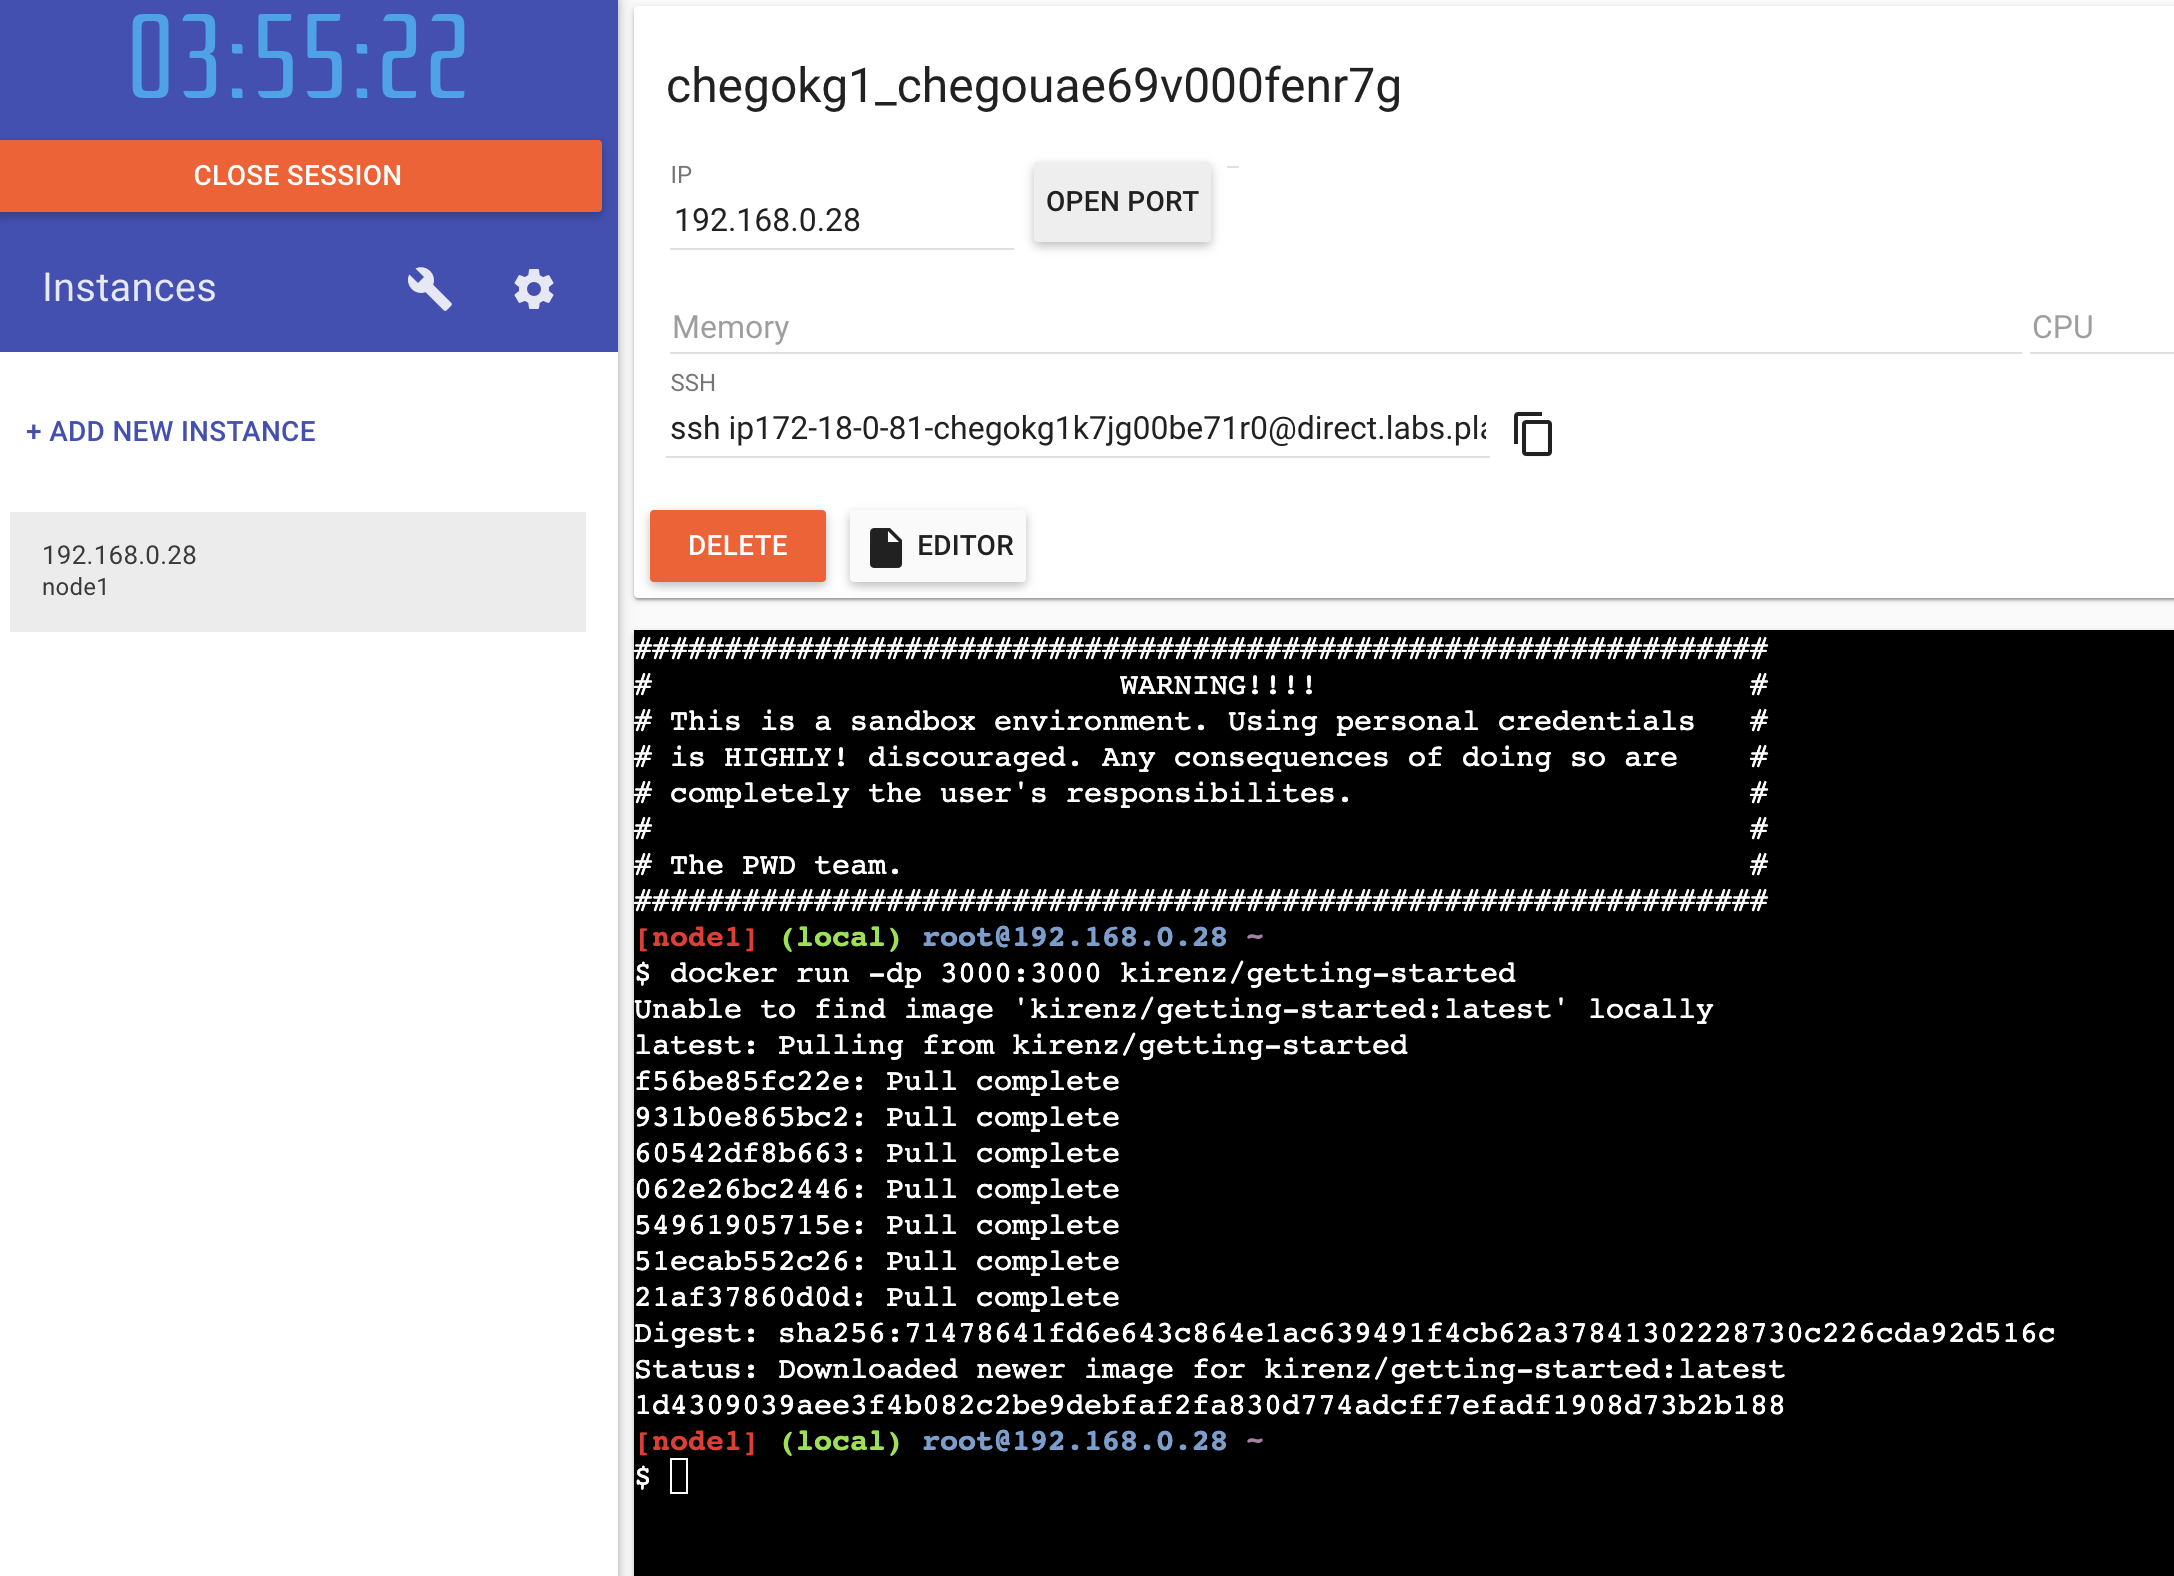 03:55:22
CLOSE SESSION
Instances
+ ADD NEW INSTANCE
192.168.0.28
node1
chegokg1_chegouae69v000fenr7g
IP
192.168.0.28
OPEN PORT
Memory
CPU
SSH
ssh ip172-18-0-81-chegokg1k7jg00be71r0@direct.labs.pla
DELETE
EDITOR
###############################################################
#                          WARNING!!!!                        #
# This is a sandbox environment. Using personal credentials   #
# is HIGHLY! discouraged. Any consequences of doing so are    #
# completely the user's responsibilites.                      #
#                                                             #
# The PWD team.                                               #
###############################################################
[node1] (local) root@192.168.0.28 ~
$ docker run -dp 3000:3000 kirenz/getting-started
Unable to find image 'kirenz/getting-started:latest' locally
latest: Pulling from kirenz/getting-started
f56be85fc22e: Pull complete
931b0e865bc2: Pull complete
60542df8b663: Pull complete
062e26bc2446: Pull complete
54961905715e: Pull complete
51ecab552c26: Pull complete
21af37860d0d: Pull complete
Digest: sha256:71478641fd6e643c864e1ac639491f4cb62a37841302228730c226cda92d516c
Status: Downloaded newer image for kirenz/getting-started:latest
1d4309039aee3f4b082c2be9debfaf2fa830d774adcff7efadf1908d73b2b188
[node1] (local) root@192.168.0.28 ~
$